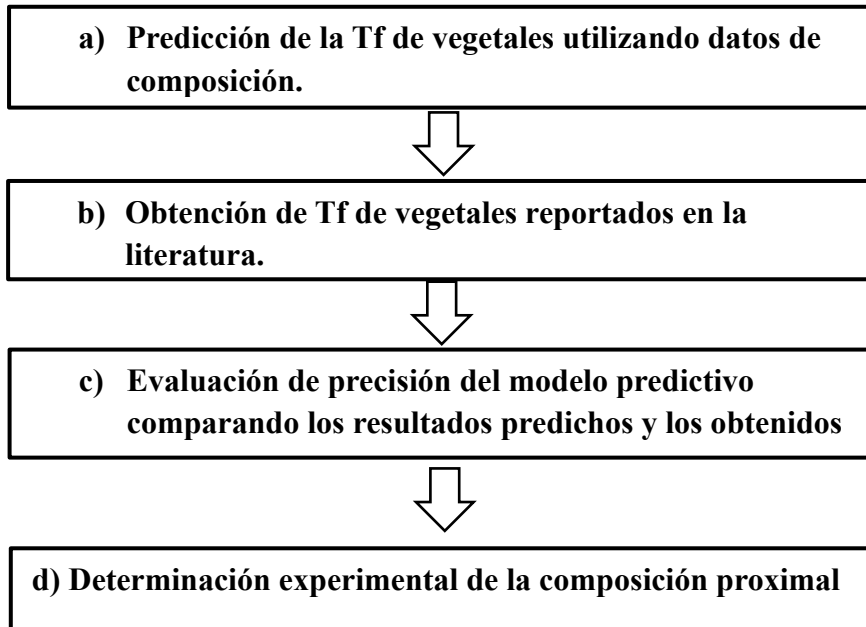 a) Predicción de la Tf de vegetales utilizando datos de
composición.
b) Obtención de Tf de vegetales reportados en la
literatura.
c) Evaluación de precisión del modelo predictivo
comparando los resultados predichos y los obtenidos
d) Determinación experimental de la composición proximal